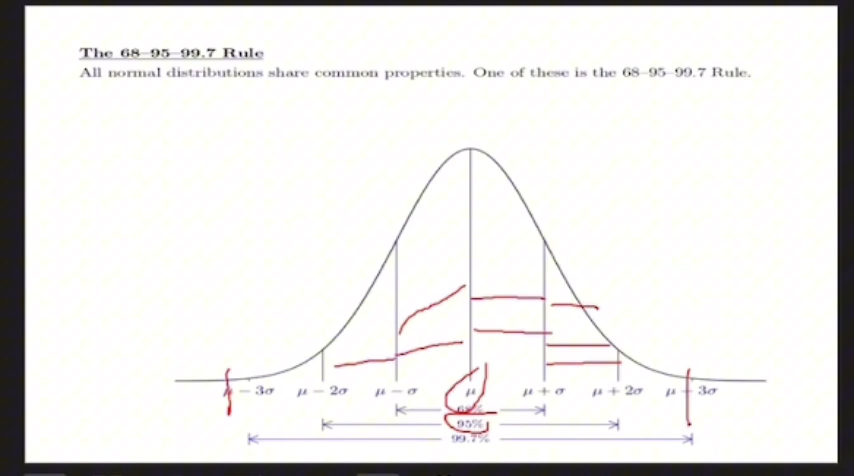 The 68–95–99.7 Rule
All normal distributions share common properties. One of these is the 68–95–99.7 Rule.
μ − 3σ μ − 2σ μ − σ μ μ + σ μ + 2σ μ + 3σ
68%
95%
99.7%